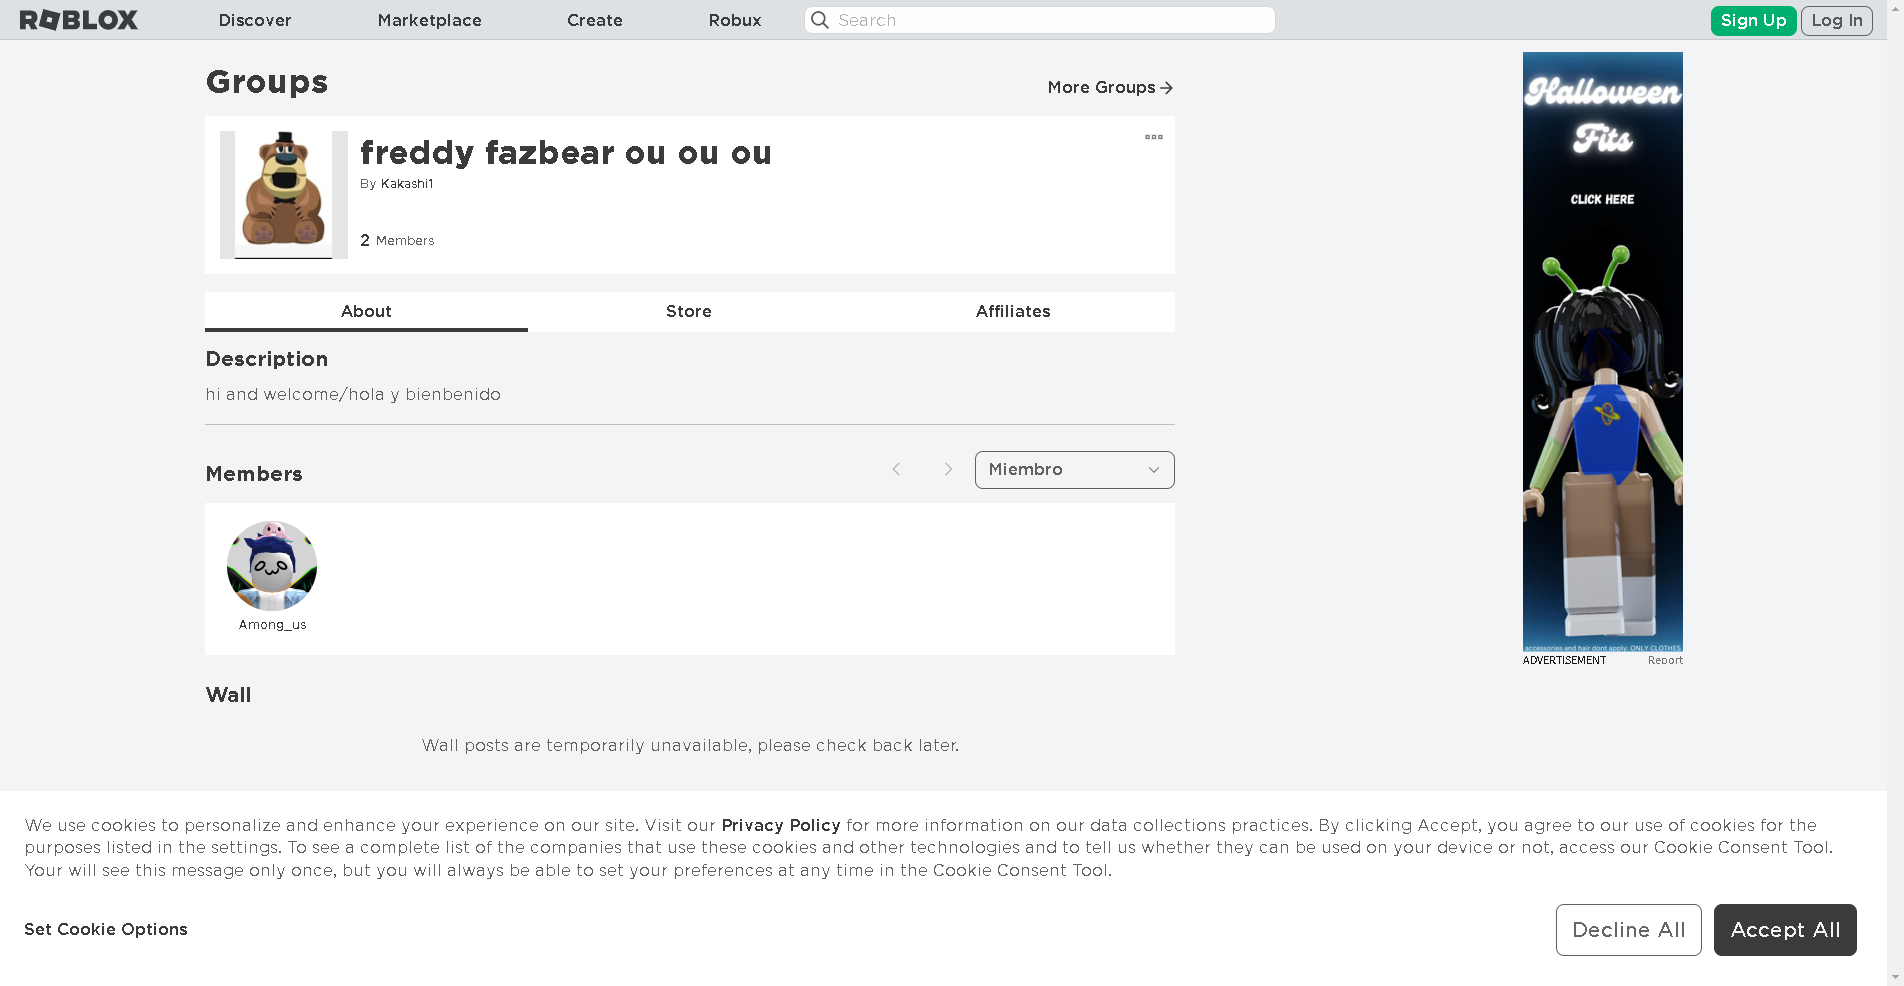 ROBLOX
Discover
Marketplace
Create
Robux
Search
Sign Up
Log In
Groups
More Groups
freddy fazbear ou ou ou
By Kakashi1
2 Members
About
Store
Affiliates
Description
hi and welcome/hola y bienbenido
Members
Miembro
Among_us
Wall
Wall posts are temporarily unavailable, please check back later.
Halloween
Fits
CLICK HERE
accessories and hair dont apply. ONLY CLOTHES
ADVERTISEMENT
Report
We use cookies to personalize and enhance your experience on our site. Visit our Privacy Policy for more information on our data collections practices. By clicking Accept, you agree to our use of cookies for the
purposes listed in the settings. To see a complete list of the companies that use these cookies and other technologies and to tell us whether they can be used on your device or not, access our Cookie Consent Tool.
Your will see this message only once, but you will always be able to set your preferences at any time in the Cookie Consent Tool.
Set Cookie Options
Decline All
Accept All